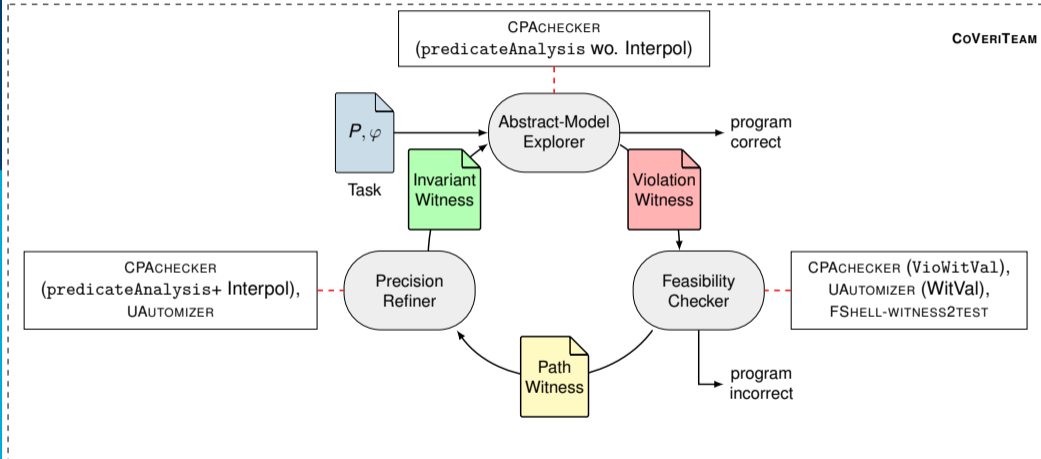 CPACHECKER
(predicateAnalysis wo. Interpol)
COVERITEAM
P, φ
Task
Abstract-Model
Explorer
program
correct
Invariant
Witness
Violation
Witness
CPACHECKER
(predicateAnalysis+ Interpol),
UAUTOMIZER
Precision
Refiner
Feasibility
Checker
CPACHECKER (VioWitVal),
UAUTOMIZER (WitVal),
FSHELL-WITNESS2TEST
Path
Witness
program
incorrect